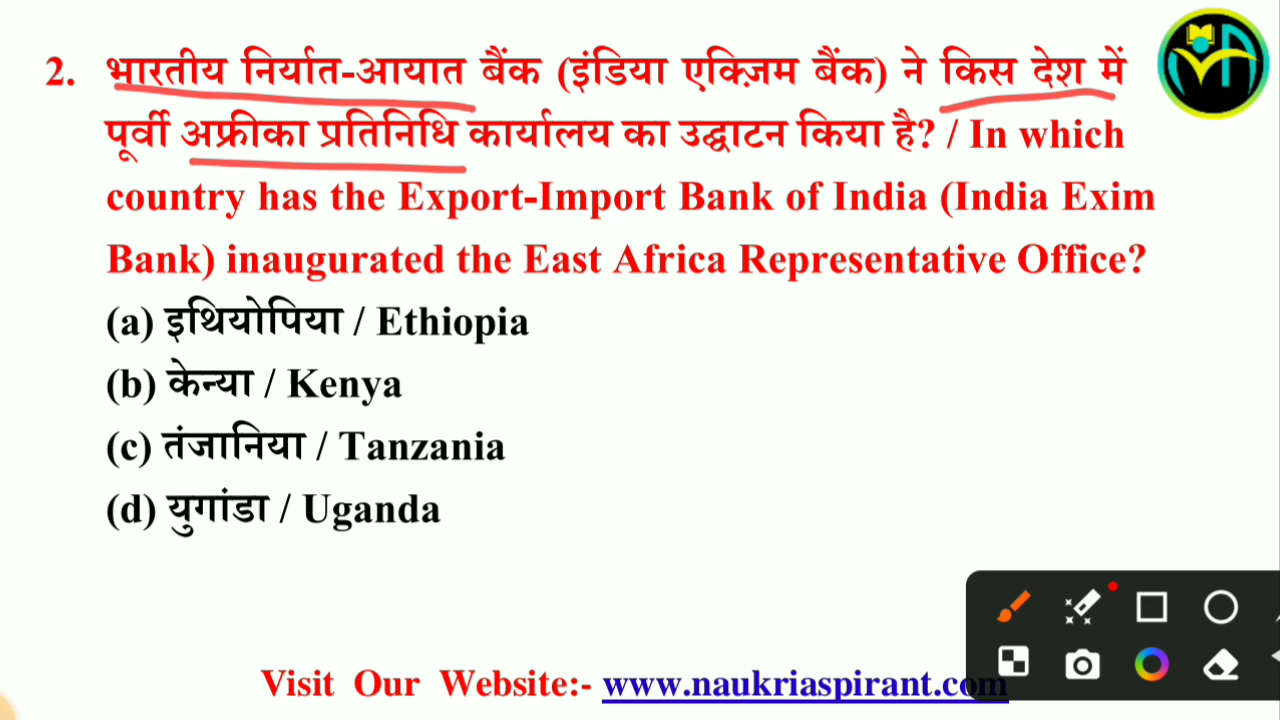 2. भारतीय निर्यात-आयात बैंक (इंडिया एक्ज़िम बैंक) ने किस देश में
पूर्वी अफ्रीका प्रतिनिधि कार्यालय का उद्घाटन किया है? / In which
country has the Export-Import Bank of India (India Exim
Bank) inaugurated the East Africa Representative Office?
(a) इथियोपिया / Ethiopia
(b) केन्या / Kenya
(c) तंजानिया / Tanzania
(d) युगांडा / Uganda
Visit Our Website:- www.naukriaspirant.com